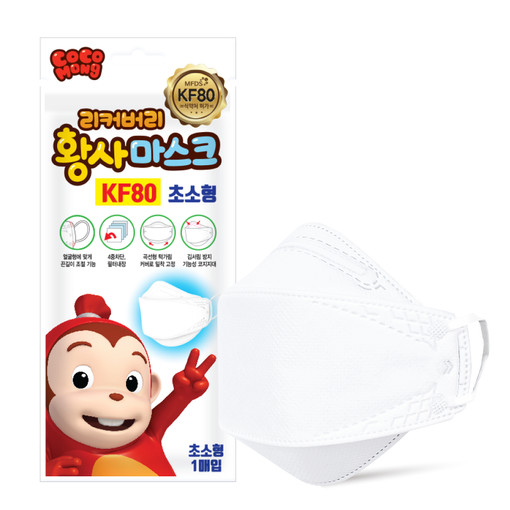 COCO
MONG
MFDS
KF80
식약처 허가
리커버리
황사마스크
KF80 초소형
얼굴형에 맞게
끈길이 조절 기능
4중차단,
필터내장
곡선형 턱가림
커버로 밀착 고정
김서림 방지
기능성 코지지대
초소형
1매입